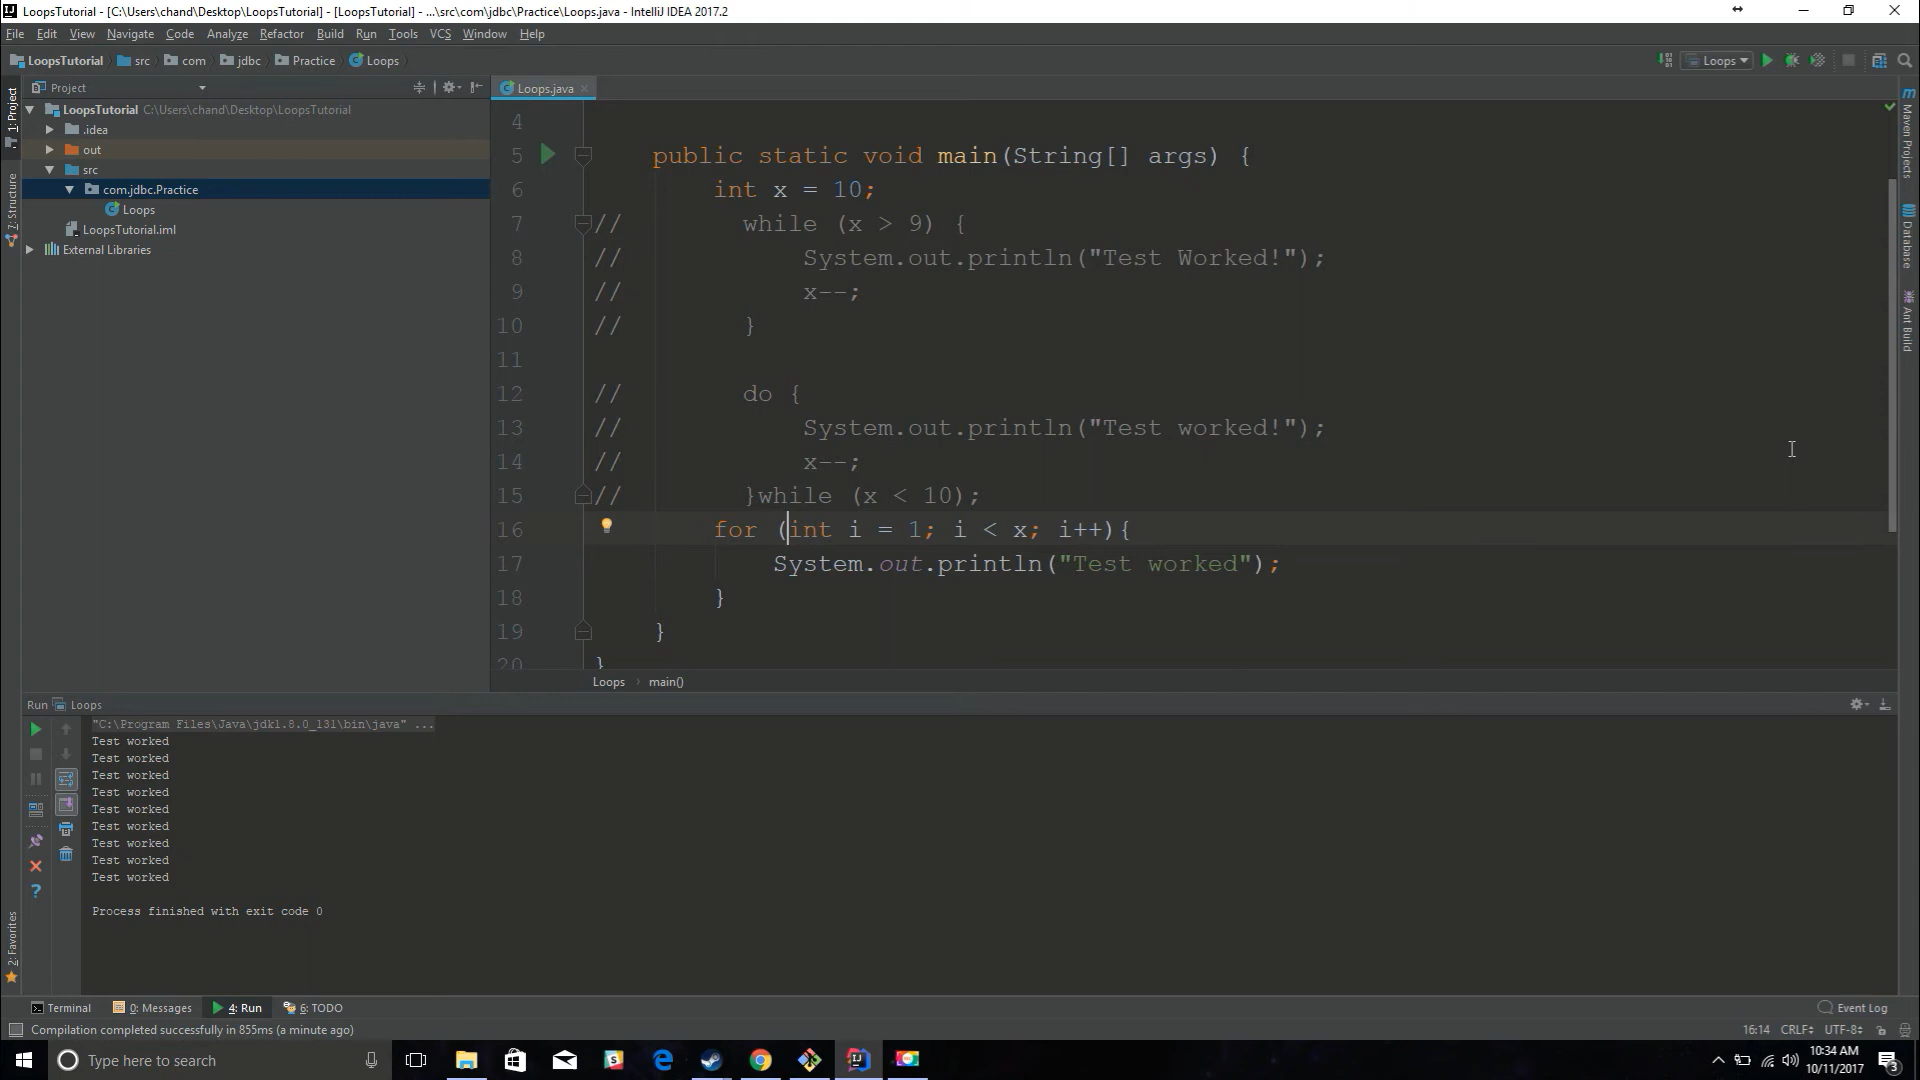 LoopsTutorial - [C:\Users\chand\Desktop\LoopsTutorial] - [LoopsTutorial] - ...\src\com\jdbc\Practice\Loops.java - IntelliJ IDEA 2017.2
File Edit View Navigate Code Analyze Refactor Build Run Tools VCS Window Help
LoopsTutorial src com jdbc Practice Loops
Loops
Project
Loops.java
1: Project
7: Structure
2: Favorites
LoopsTutorial C:\Users\chand\Desktop\LoopsTutorial
.idea
out
src
com.jdbc.Practice
Loops
LoopsTutorial.iml
External Libraries
4
5 public static void main(String[] args) {
6 int x = 10;
7 // while (x > 9) {
8 // System.out.println("Test Worked!");
9 // x--;
10 // }
11
12 // do {
13 // System.out.println("Test worked!");
14 // x--;
15 // }while (x < 10);
16 for (int i = 1; i < x; i++){
17 System.out.println("Test worked");
18 }
19 }
20 }
Loops main()
Maven Projects
Database
Ant Build
Run Loops
"C:\Program Files\Java\jdk1.8.0_131\bin\java" ...
Test worked
Test worked
Test worked
Test worked
Test worked
Test worked
Test worked
Test worked
Test worked
Process finished with exit code 0
Terminal 0: Messages 4: Run 6: TODO Event Log
Compilation completed successfully in 855ms (a minute ago) 16:14 CRLF UTF-8
Type here to search
10:34 AM
10/11/2017
3